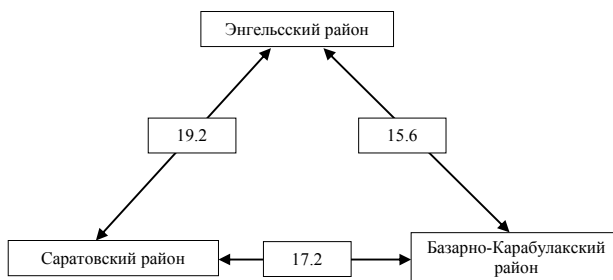 Энгельсский район
19.2
15.6
Саратовский район
17.2
Базарно-Карабулакский
район